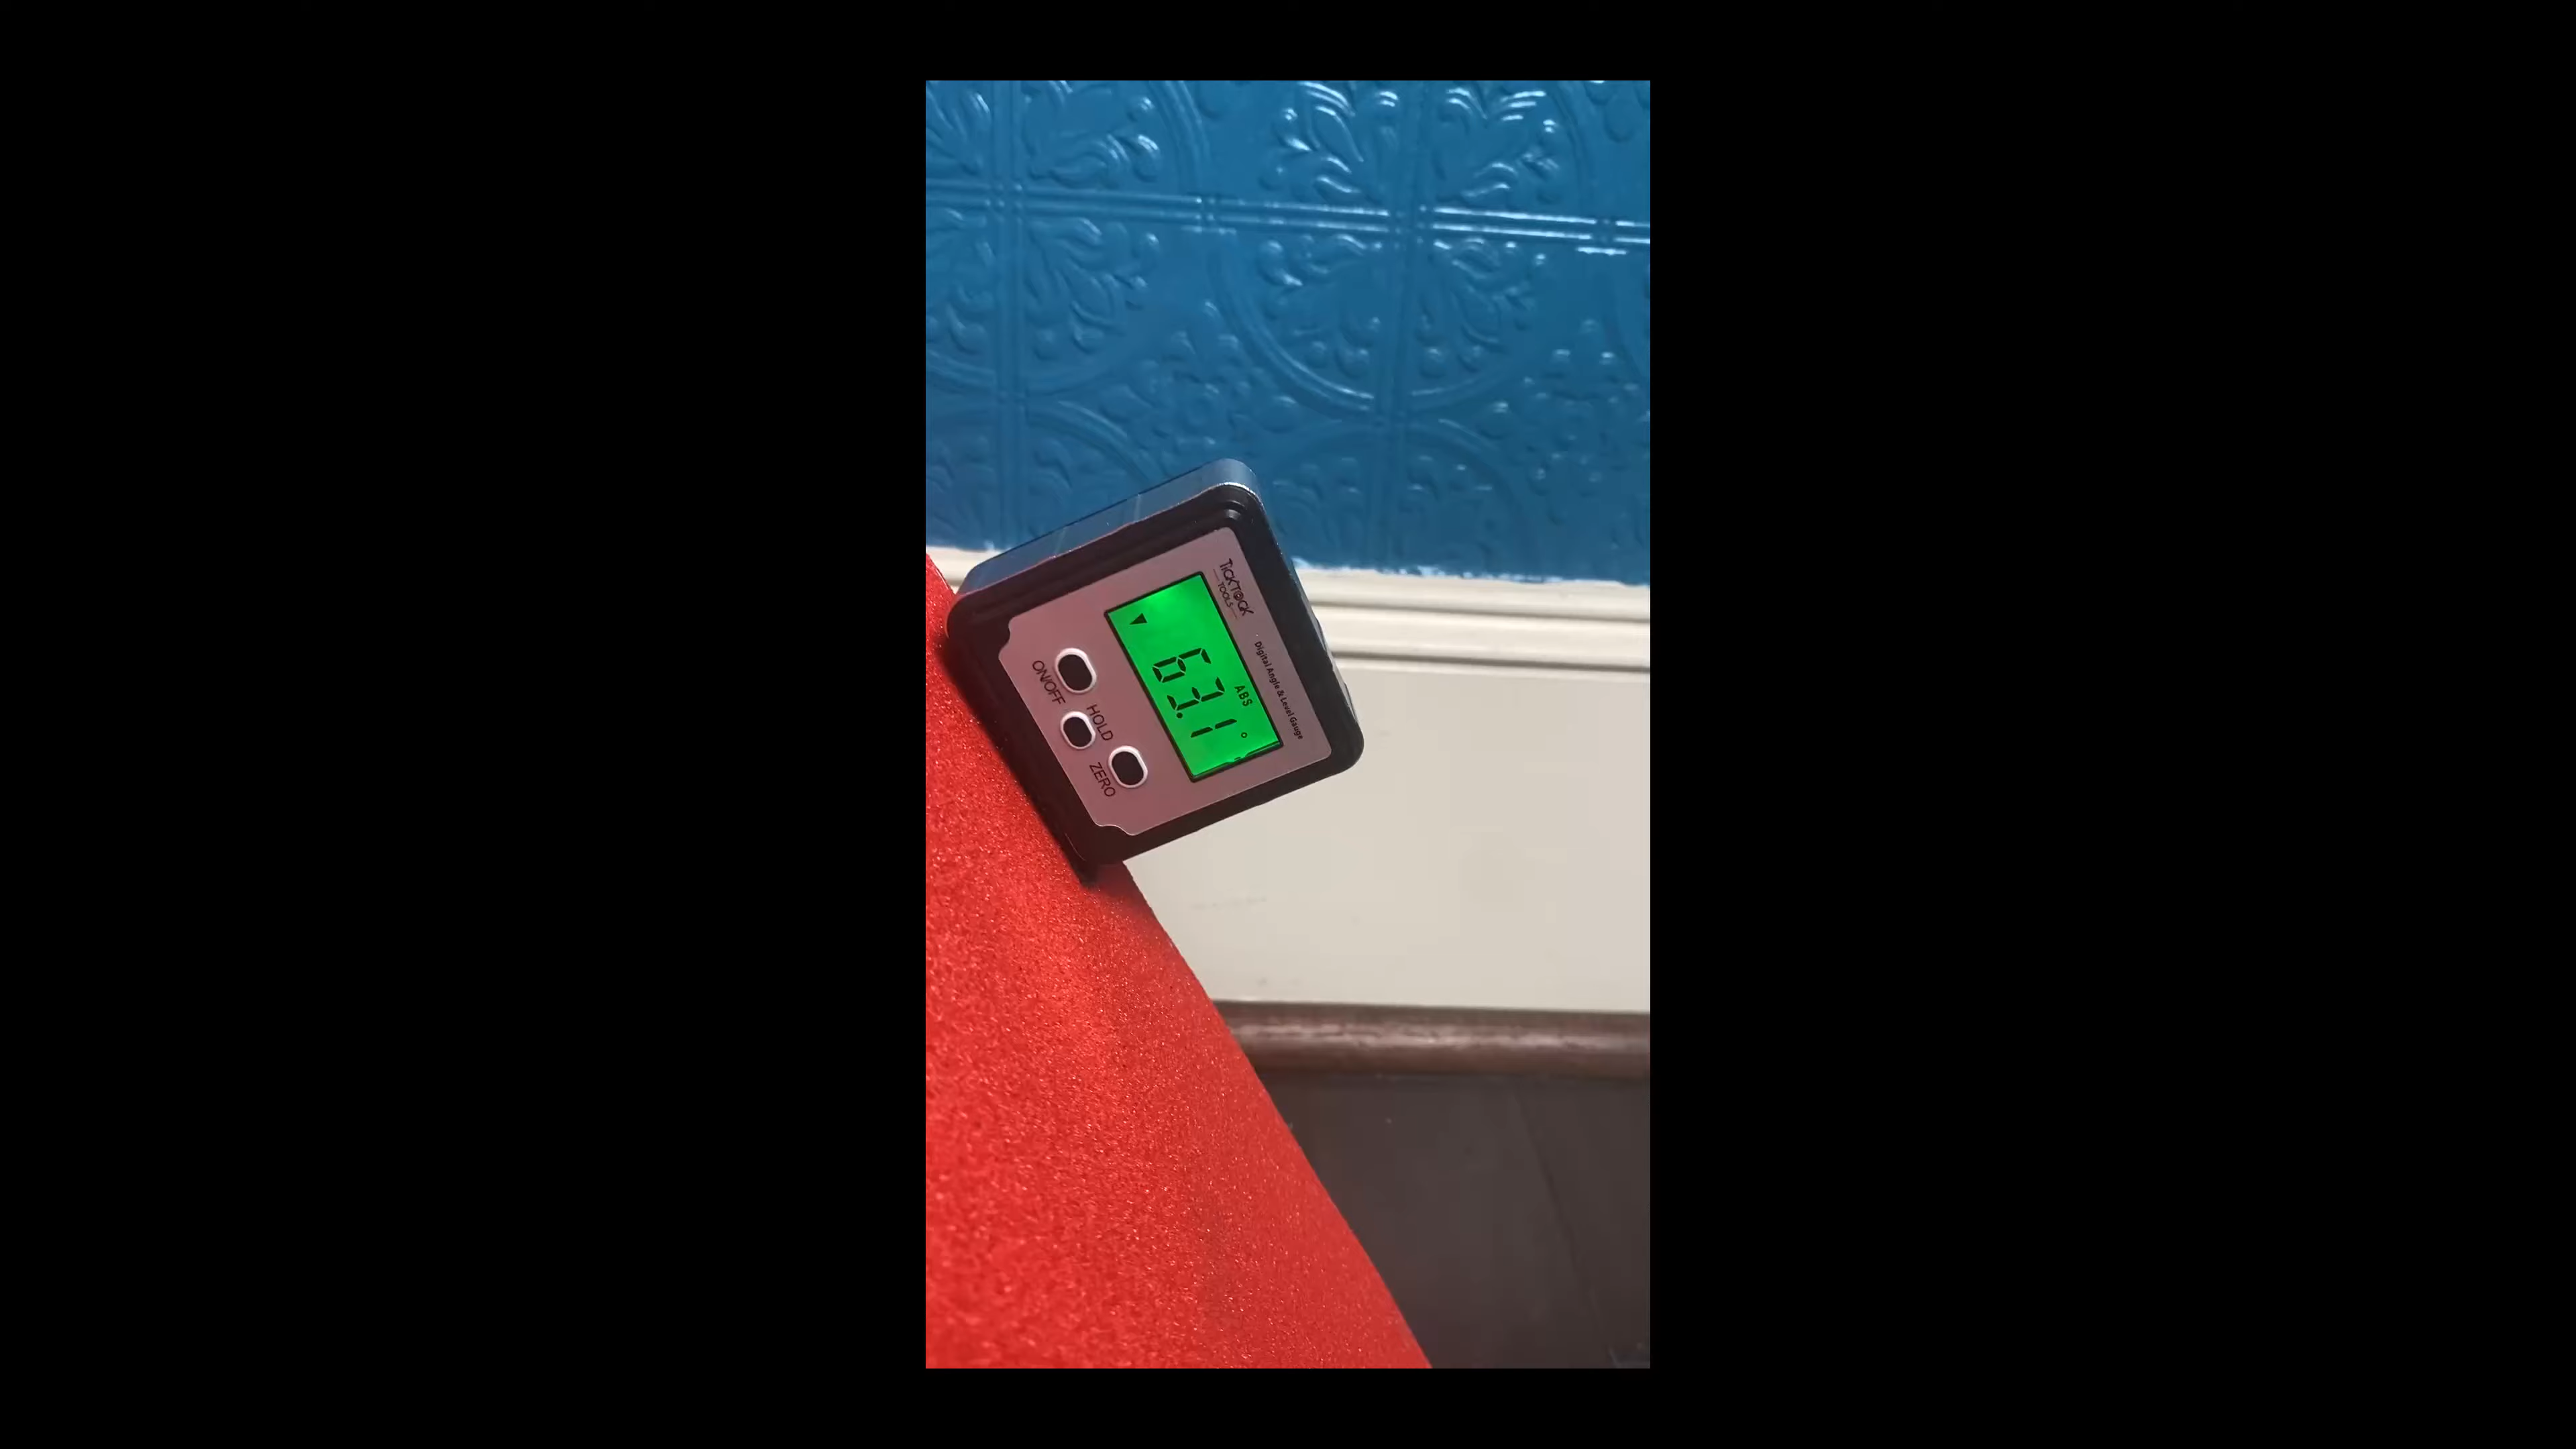 TICKTOCK
TOOLS
Digital Angle & Level Gauge
ABS
63.1°
ON/OFF
HOLD
ZERO